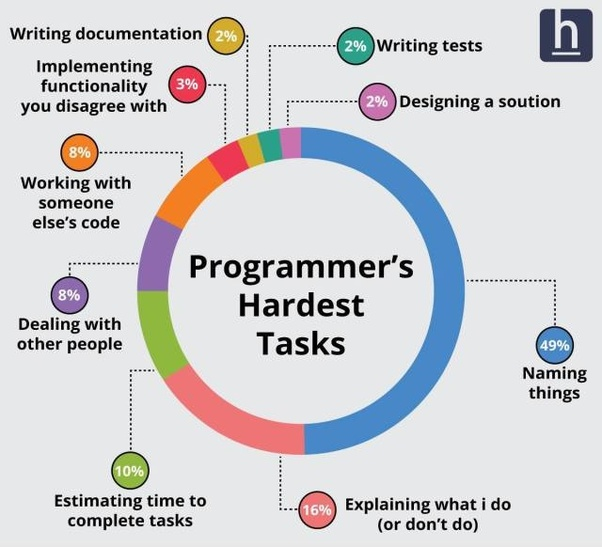 h
Writing documentation 2%
2% Writing tests
Implementing
functionality
you disagree with
3%
2% Designing a soution
8%
Working with
someone
else's code
Programmer's
Hardest
Tasks
8%
Dealing with
other people
49%
Naming
things
10%
Estimating time to
complete tasks
16% Explaining what i do
(or don't do)